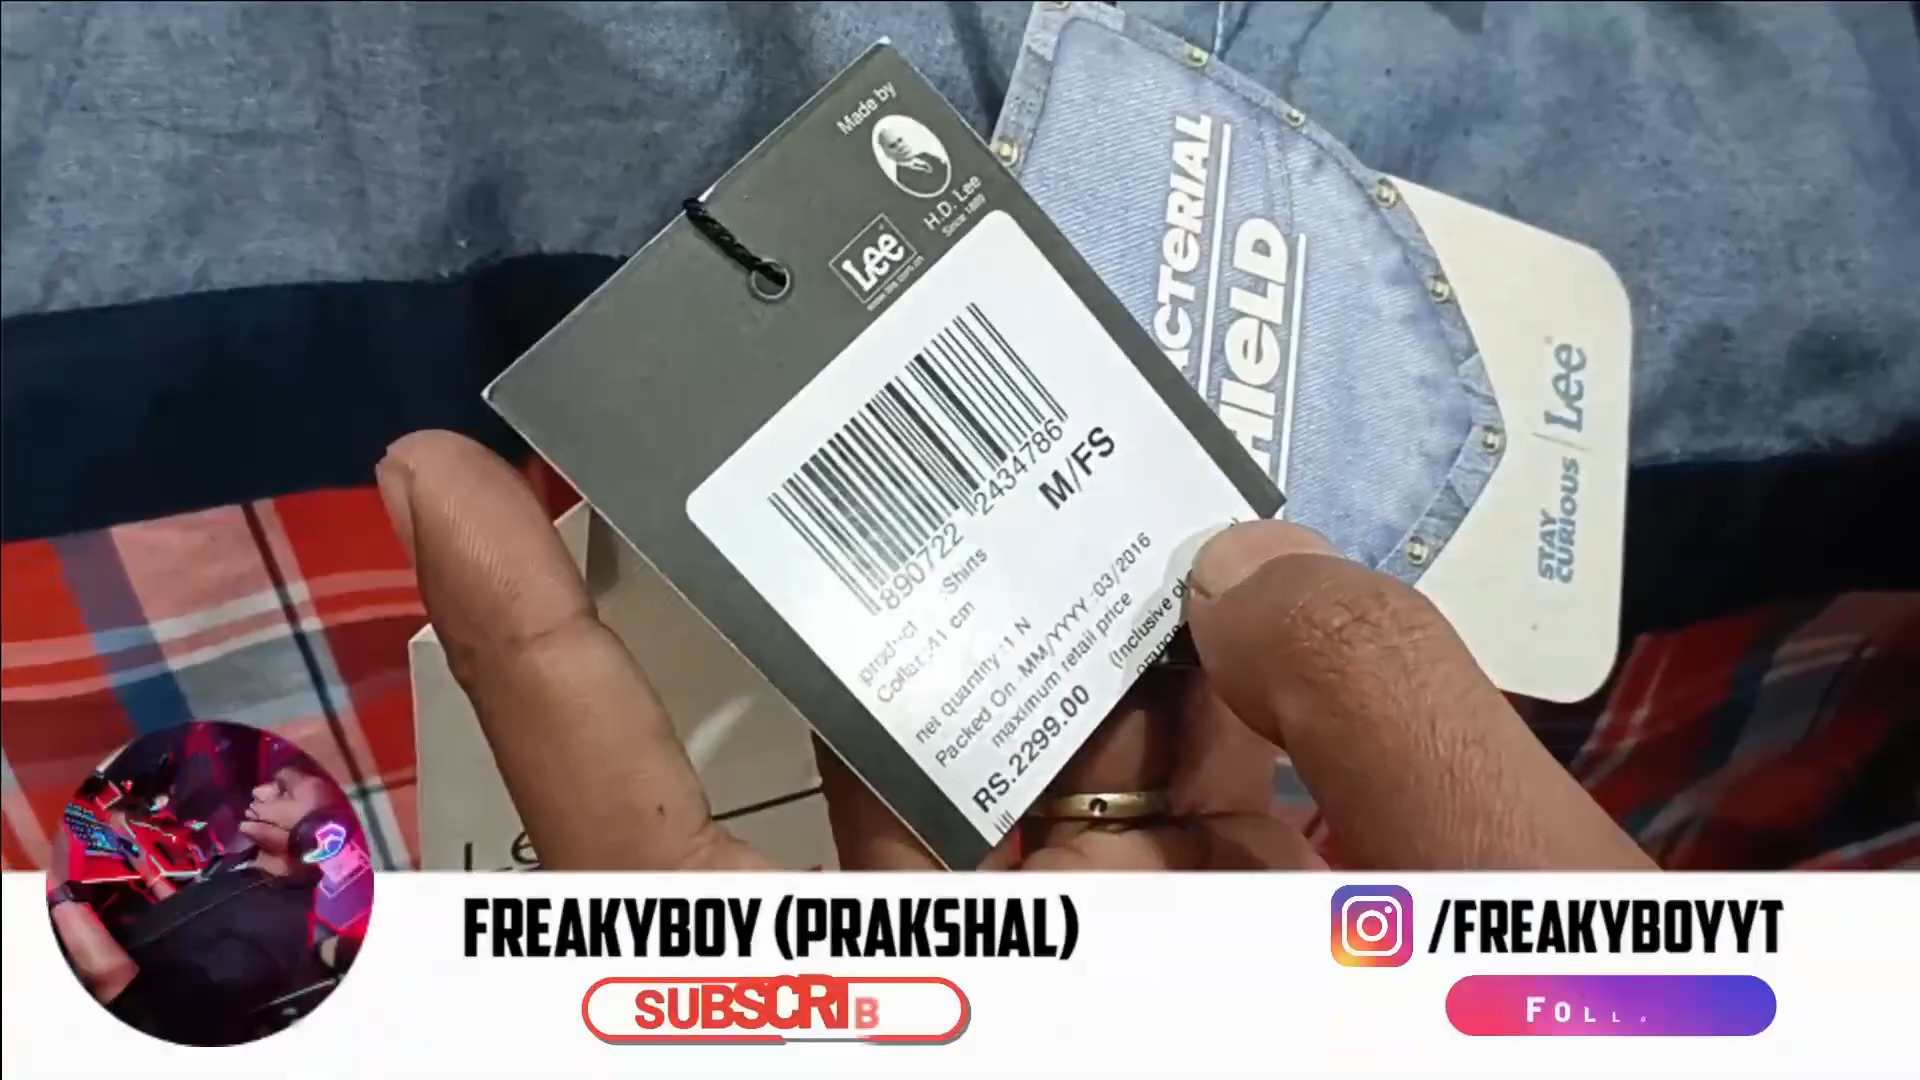 Made by
H.D. Lee
Since 1889
Lee
M/FS
890722 2434786
product :Shirts
Collar:41 cm
net quantity :1 N
Packed On MM/YYYY :03/2016
maximum retail price
RS.2299.00
(Inclusive of
ACTERIAL
HIELD
STAY
CURIOUS
Lee
FREAKYBOY (PRAKSHAL)
SUBSCRIB
/FREAKYBOYYT
FOLL